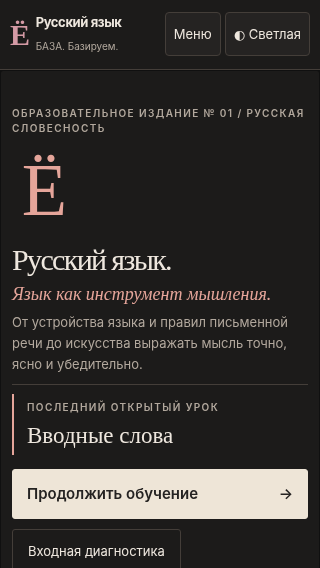 Ё
Русский язык
БАЗА. Базируем.
Меню
◐ Светлая
ОБРАЗОВАТЕЛЬНОЕ ИЗДАНИЕ № 01 / РУССКАЯ
СЛОВЕСНОСТЬ
Ё
Русский язык.
Язык как инструмент мышления.
От устройства языка и правил письменной
речи до искусства выражать мысль точно,
ясно и убедительно.
ПОСЛЕДНИЙ ОТКРЫТЫЙ УРОК
Вводные слова
Продолжить обучение →
Входная диагностика